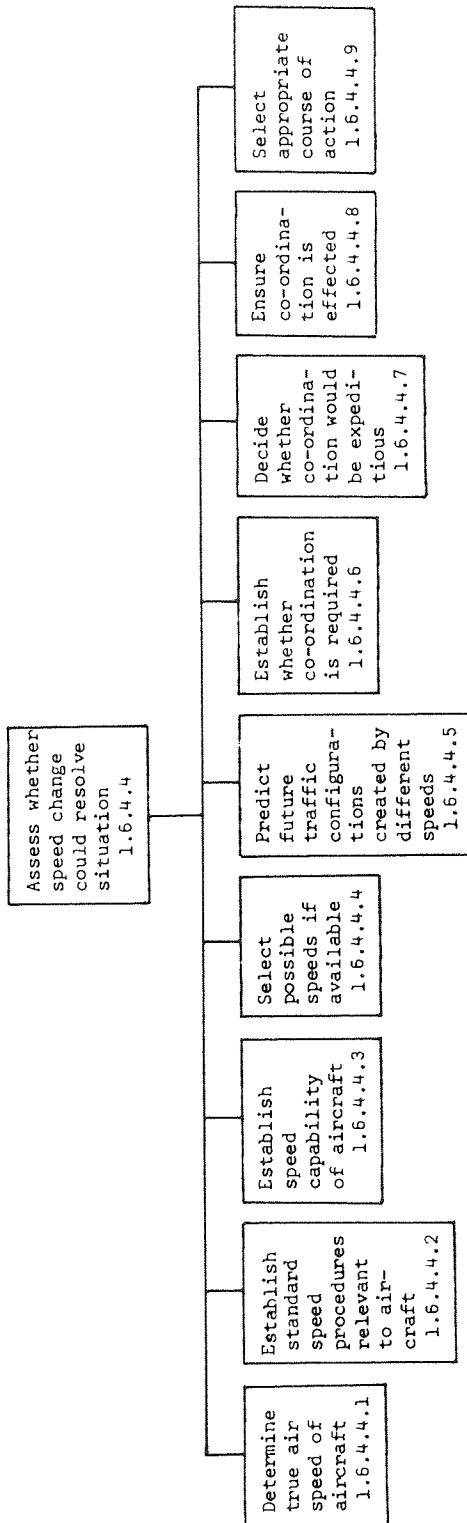 Assess whether
speed change
could resolve
situation
1.6.4.4
Determine
true air
speed of
aircraft
1.6.4.4.1
Establish
standard
speed
procedures
relevant
to air-
craft
1.6.4.4.2
Establish
speed
capability
of aircraft
1.6.4.4.3
Select
possible
speeds if
available
1.6.4.4.4
Predict
future
traffic
configura-
tions
created by
different
speeds
1.6.4.4.5
Establish
whether
co-ordination
is required
1.6.4.4.6
Decide
whether
co-ordina-
tion would
be expedi-
tious
1.6.4.4.7
Ensure
co-ordina-
tion is
effected
1.6.4.4.8
Select
appropriate
course of
action
1.6.4.4.9